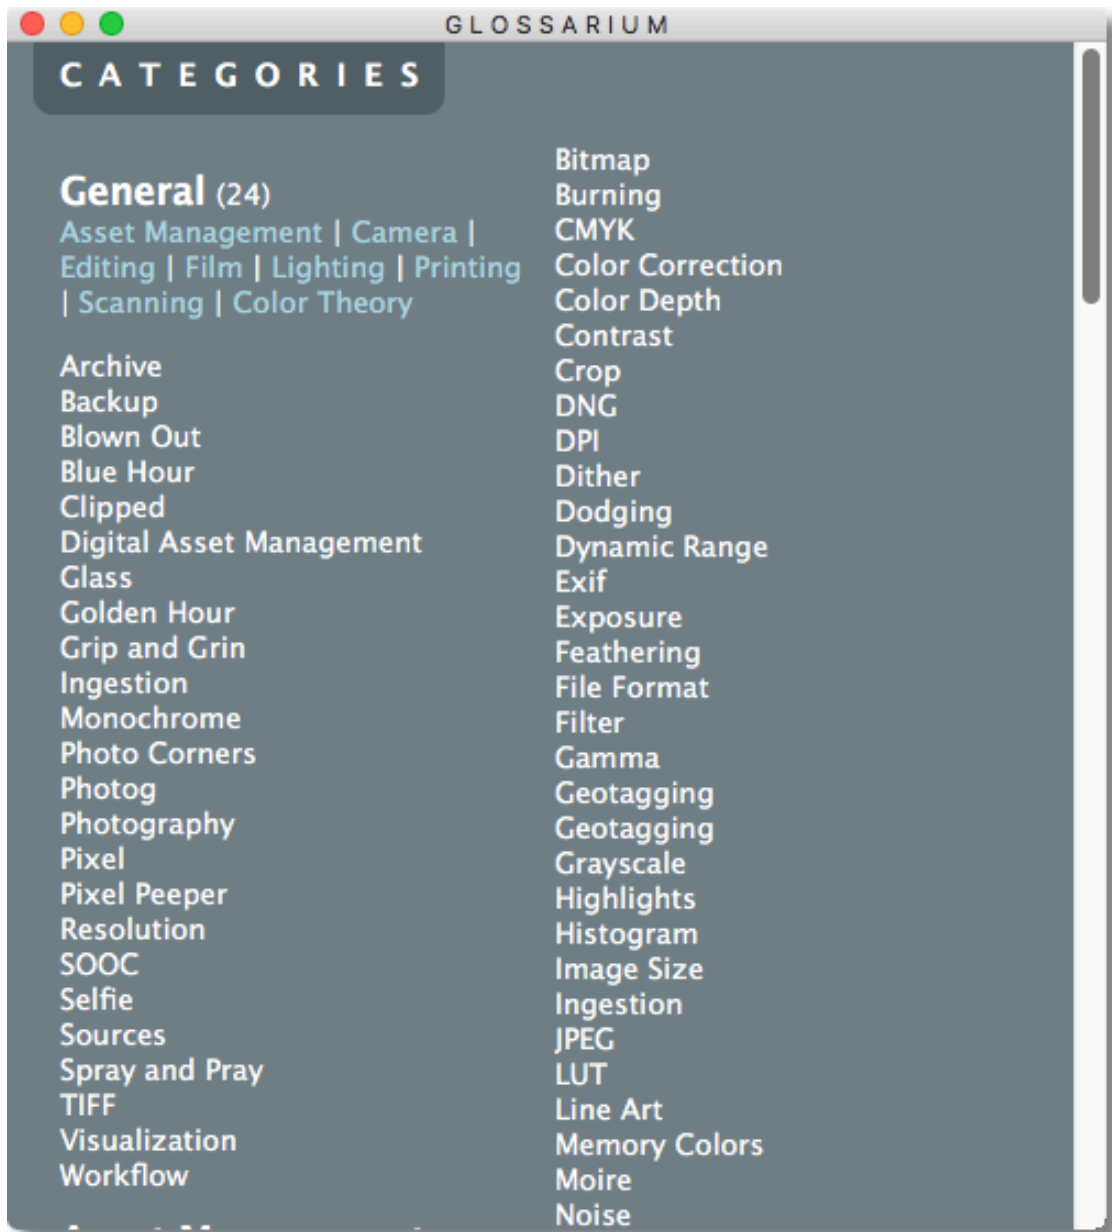 GLOSSARIUM
CATEGORIES
General (24)
Asset Management | Camera |
Editing | Film | Lighting | Printing
| Scanning | Color Theory
Archive
Backup
Blown Out
Blue Hour
Clipped
Digital Asset Management
Glass
Golden Hour
Grip and Grin
Ingestion
Monochrome
Photo Corners
Photog
Photography
Pixel
Pixel Peeper
Resolution
SOOC
Selfie
Sources
Spray and Pray
TIFF
Visualization
Workflow
Bitmap
Burning
CMYK
Color Correction
Color Depth
Contrast
Crop
DNG
DPI
Dither
Dodging
Dynamic Range
Exif
Exposure
Feathering
File Format
Filter
Gamma
Geotagging
Geotagging
Grayscale
Highlights
Histogram
Image Size
Ingestion
JPEG
LUT
Line Art
Memory Colors
Moire
Noise